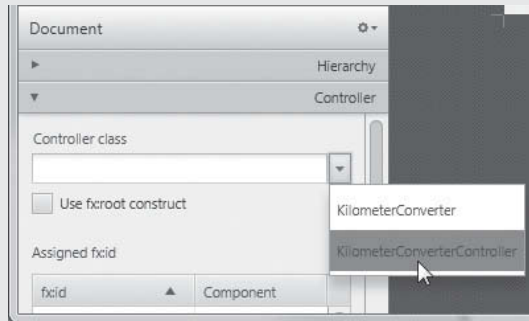 Document
Hierarchy
Controller
Controller class
Use fx:root construct
KilometerConverter
KilometerConverterController
Assigned fx:id
fx:id
Component